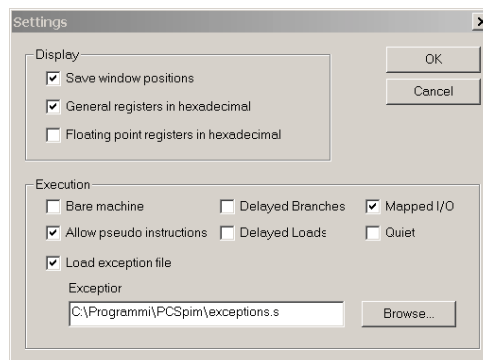 Settings
Display
Save window positions
General registers in hexadecimal
Floating point registers in hexadecimal
OK
Cancel
Execution
Bare machine
Delayed Branches
Mapped I/O
Allow pseudo instructions
Delayed Loads
Quiet
Load exception file
Exceptior
C:\Programmi\PCSpim\exceptions.s
Browse...